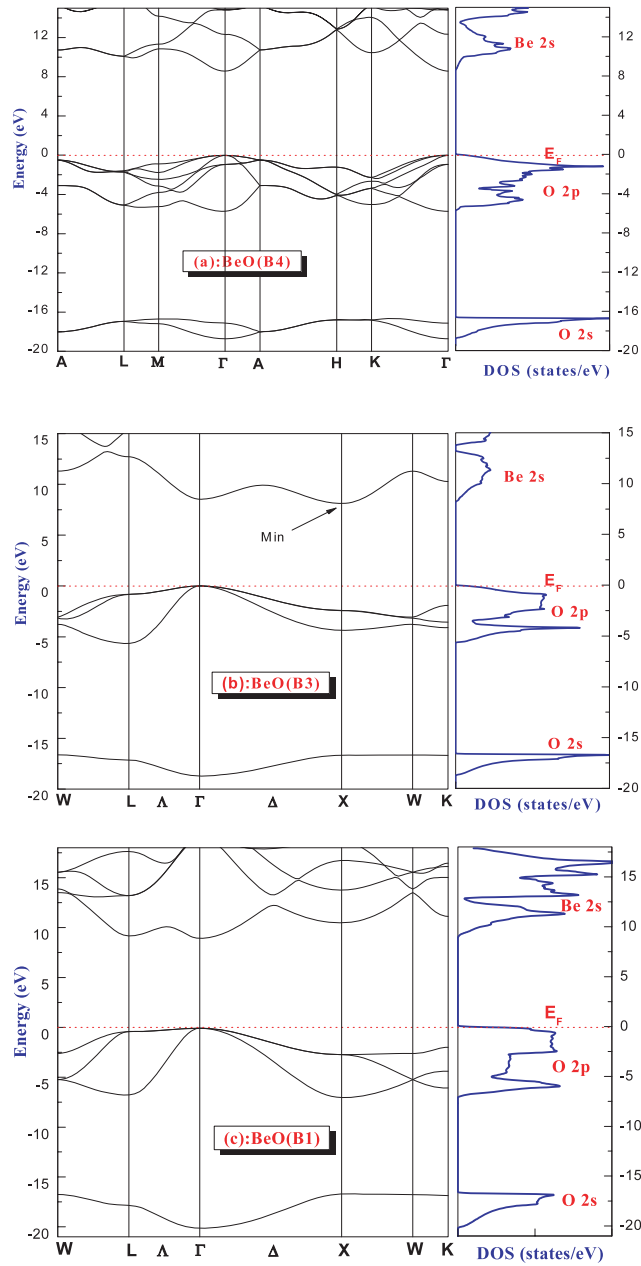 12
8
4
0
-4
-8
-12
-16
-20
Energy (eV)
(a):BeO(B4)
A L M Γ A H K Γ
Be 2s
E_F
O 2p
O 2s
12
8
4
0
-4
-8
-12
-16
-20
DOS (states/eV)
15
10
5
0
-5
-10
-15
-20
Energy (eV)
Min
(b):BeO(B3)
W L Λ Γ Δ X W K
Be 2s
E_F
O 2p
O 2s
15
10
5
0
-5
-10
-15
-20
DOS (states/eV)
15
10
5
0
-5
-10
-15
-20
Energy (eV)
(c):BeO(B1)
W L Λ Γ Δ X W K
Be 2s
E_F
O 2p
O 2s
15
10
5
0
-5
-10
-15
-20
DOS (states/eV)